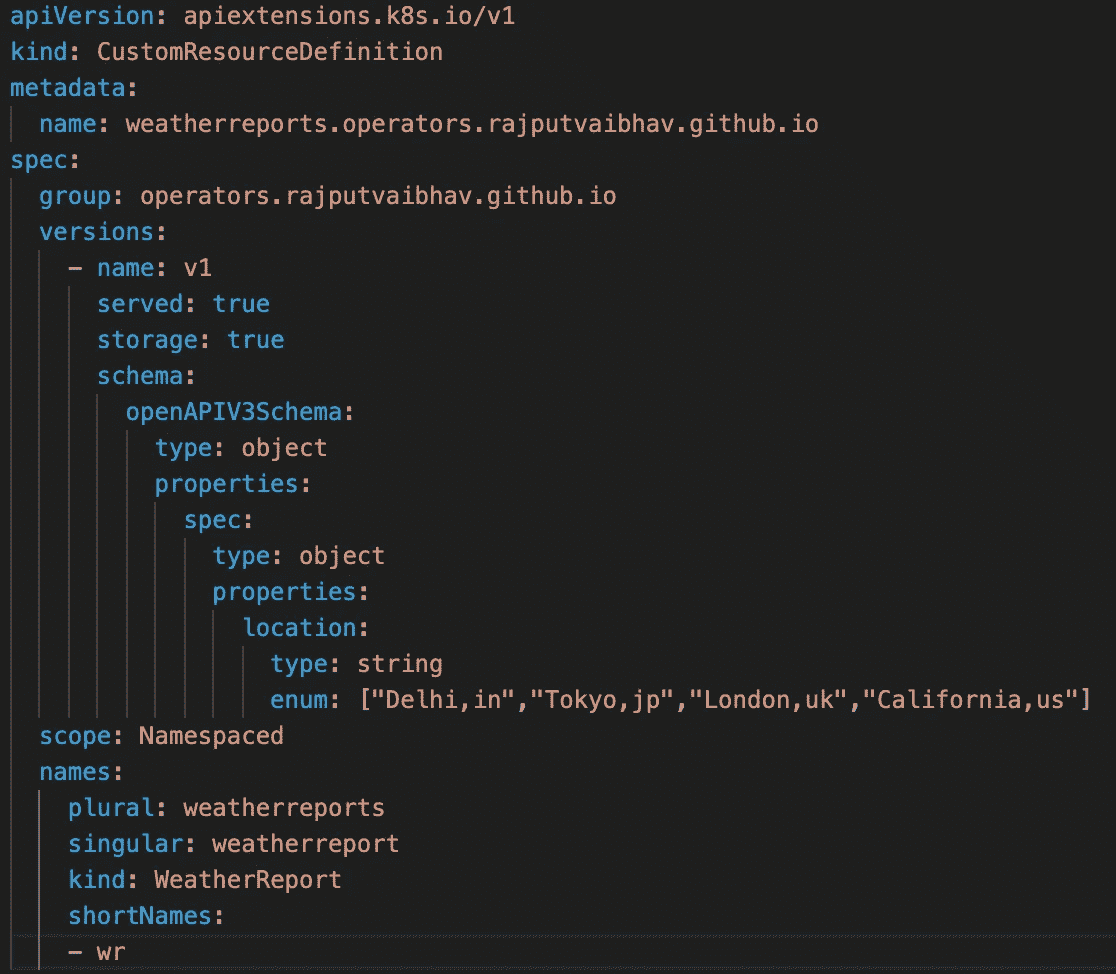 apiVersion: apiextensions.k8s.io/v1
kind: CustomResourceDefinition
metadata:
  name: weatherreports.operators.rajputvaibhav.github.io
spec:
  group: operators.rajputvaibhav.github.io
  versions:
    - name: v1
      served: true
      storage: true
      schema:
        openAPIV3Schema:
          type: object
          properties:
            spec:
              type: object
              properties:
                location:
                  type: string
                  enum: ["Delhi,in","Tokyo,jp","London,uk","California,us"]
  scope: Namespaced
  names:
    plural: weatherreports
    singular: weatherreport
    kind: WeatherReport
    shortNames:
    - wr